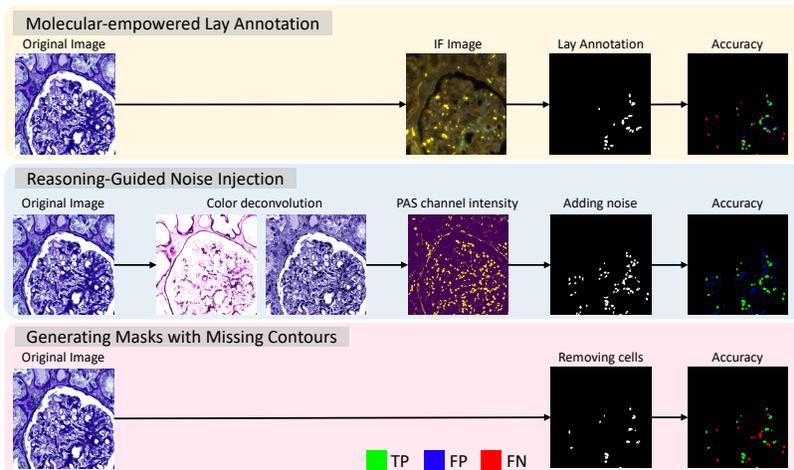 Molecular-empowered Lay Annotation
Original Image IF Image Lay Annotation Accuracy
Reasoning-Guided Noise Injection
Original Image Color deconvolution PAS channel intensity Adding noise Accuracy
Generating Masks with Missing Contours
Original Image Removing cells Accuracy
TP FP FN